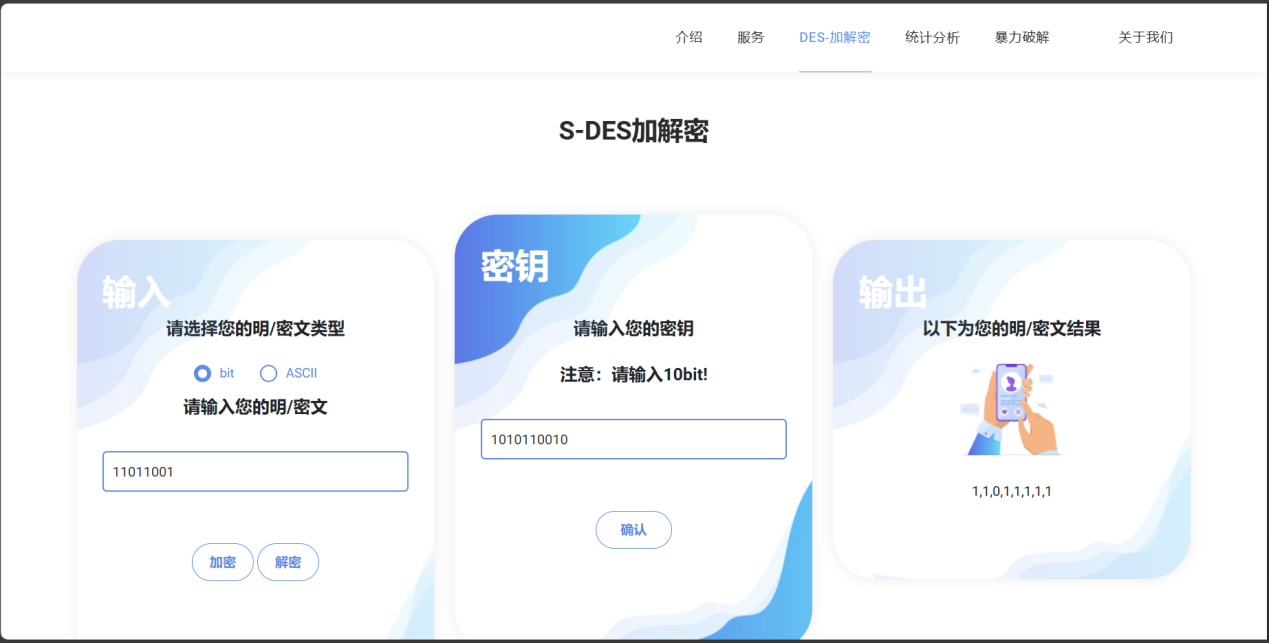 介绍 服务 DES-加解密 统计分析 暴力破解 关于我们
S-DES加解密
输入
请选择您的明/密文类型
bit ASCII
请输入您的明/密文
11011001
加密 解密
密钥
请输入您的密钥
注意：请输入10bit!
1010110010
确认
输出
以下为您的明/密文结果
1,1,0,1,1,1,1,1